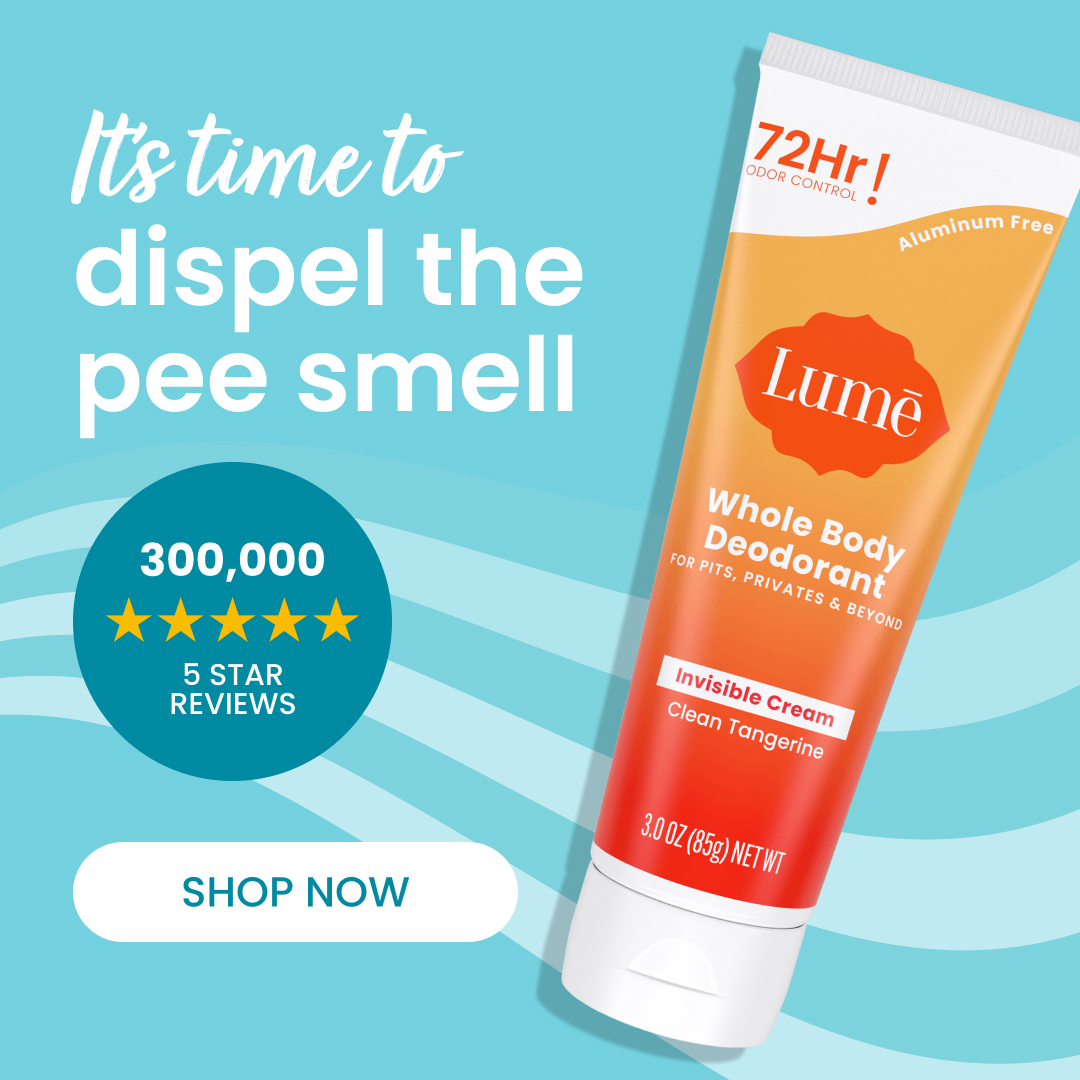 It's time to
dispel the
pee smell
300,000
5 STAR
REVIEWS
SHOP NOW
72Hr!
ODOR CONTROL
Aluminum Free
Lumē
Whole Body
Deodorant
FOR PITS, PRIVATES & BEYOND
Invisible Cream
Clean Tangerine
3.0 OZ (85g) NET WT